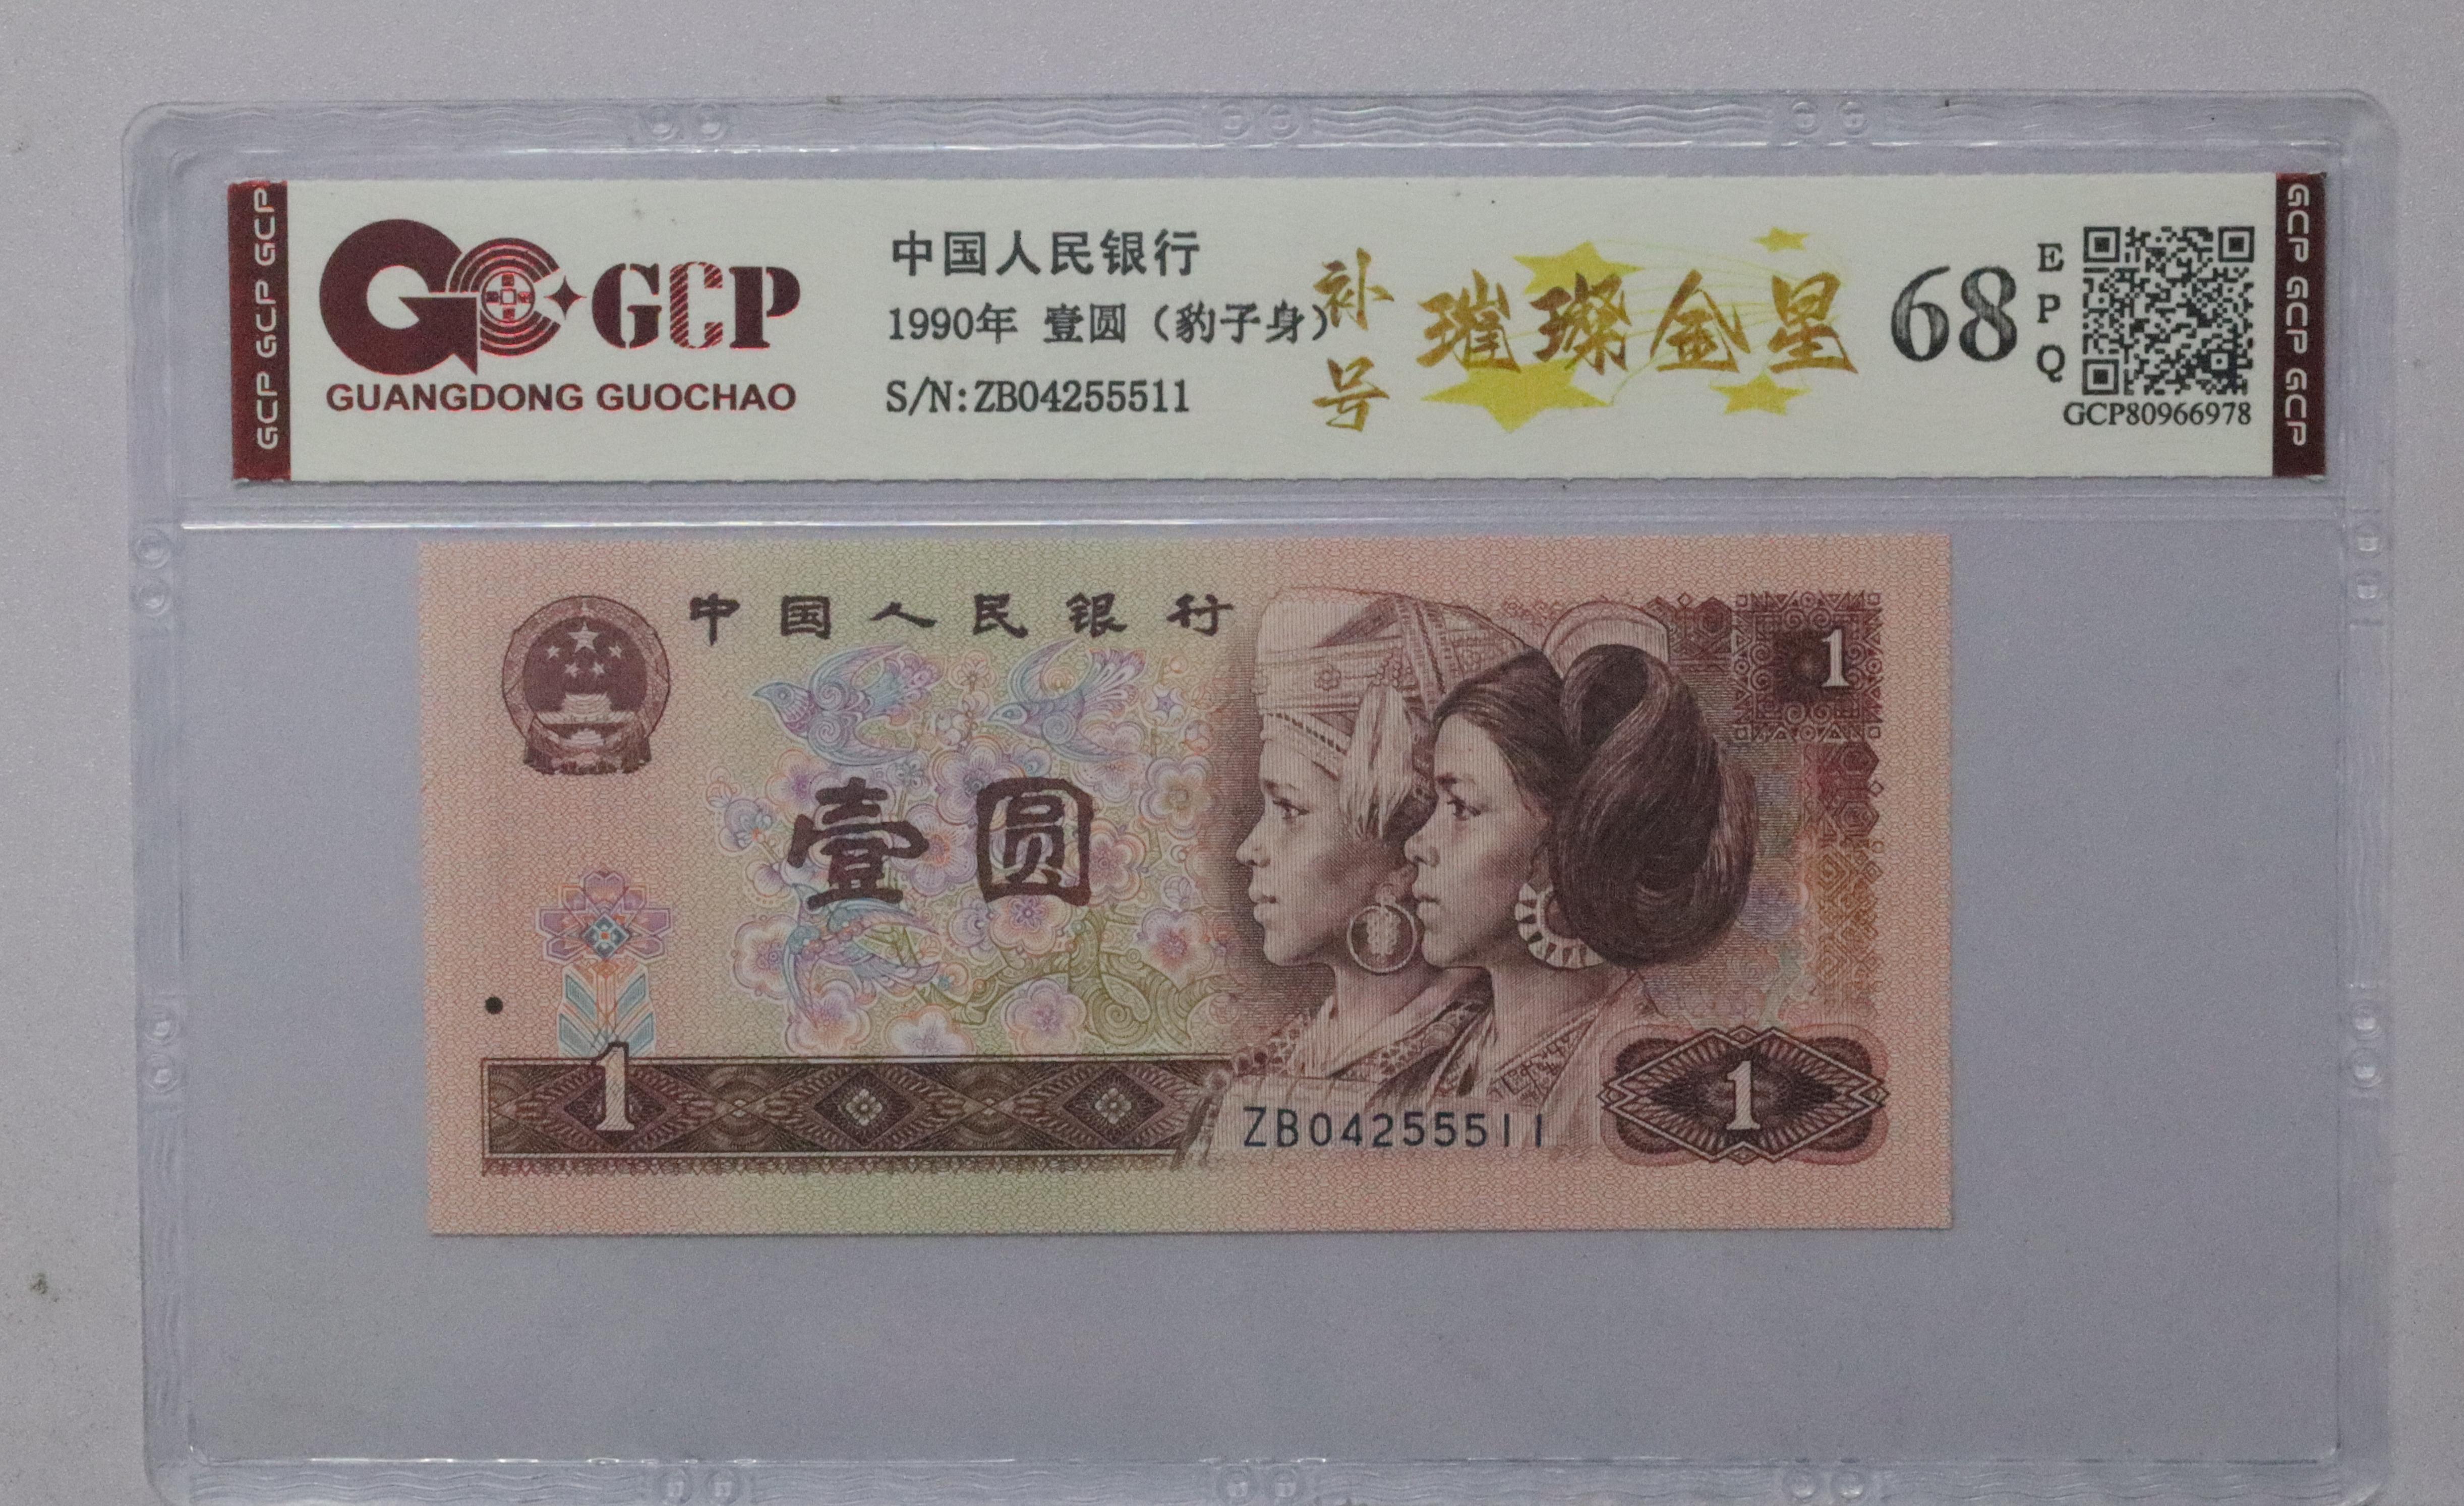 GCP GCP GCP
GCP
GUANGDONG GUOCHAO
中国人民银行
1990年 壹圆（豹子身）
S/N:ZB04255511
补号
璀璨金星
68
EPQ
GCP80966978
GCP GCP GCP
中国人民银行
1
壹圆
1
ZB04255511
1